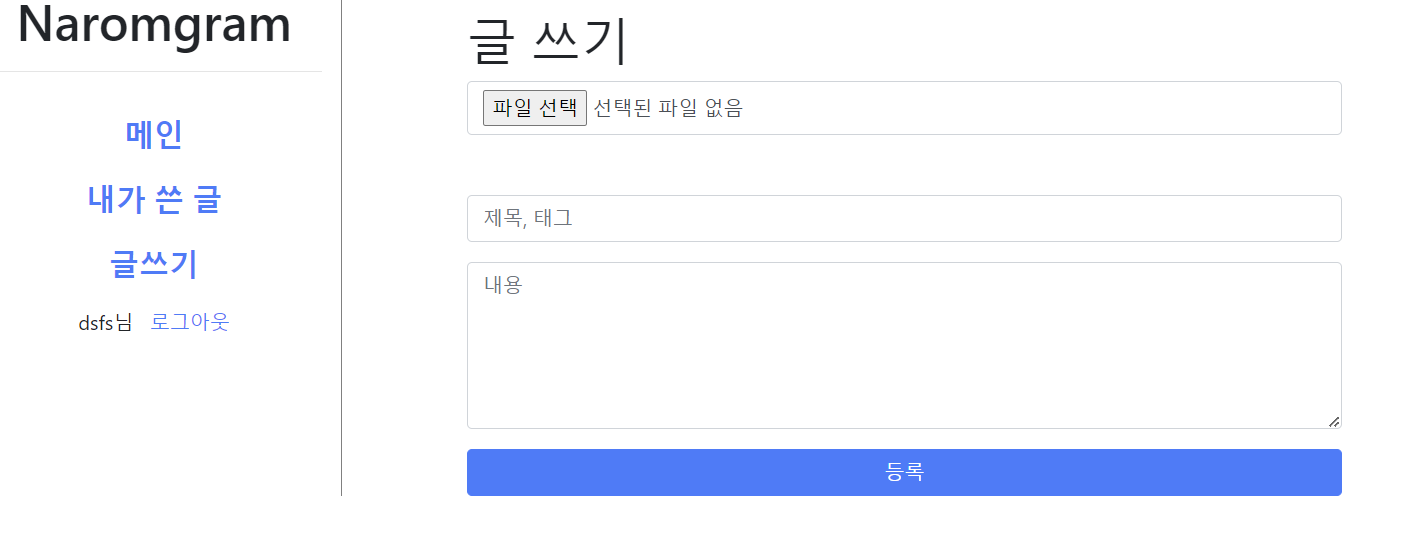 Naromgram
메인
내가 쓴 글
글쓰기
dsfs님 로그아웃
글 쓰기
파일 선택 선택된 파일 없음
제목, 태그
내용
등록